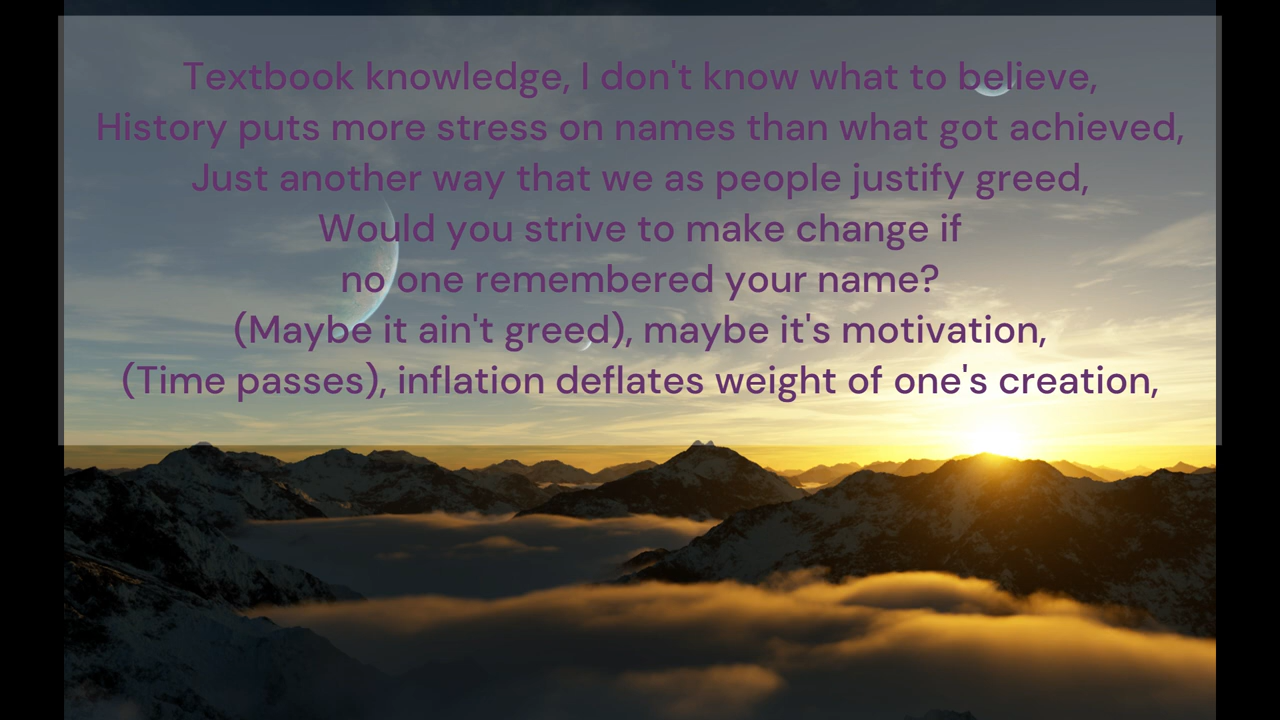 Textbook knowledge, I don't know what to believe,
History puts more stress on names than what got achieved,
Just another way that we as people justify greed,
Would you strive to make change if
no one remembered your name?
(Maybe it ain't greed), maybe it's motivation,
(Time passes), inflation deflates weight of one's creation,